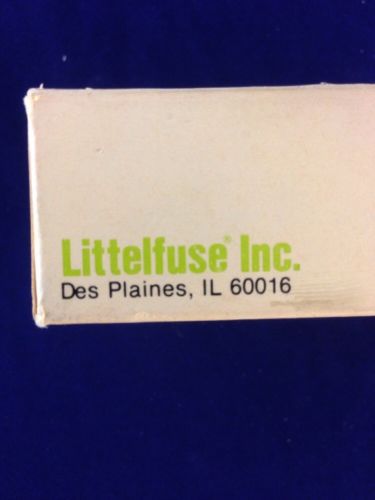 Littelfuse® Inc.
Des Plaines, IL 60016